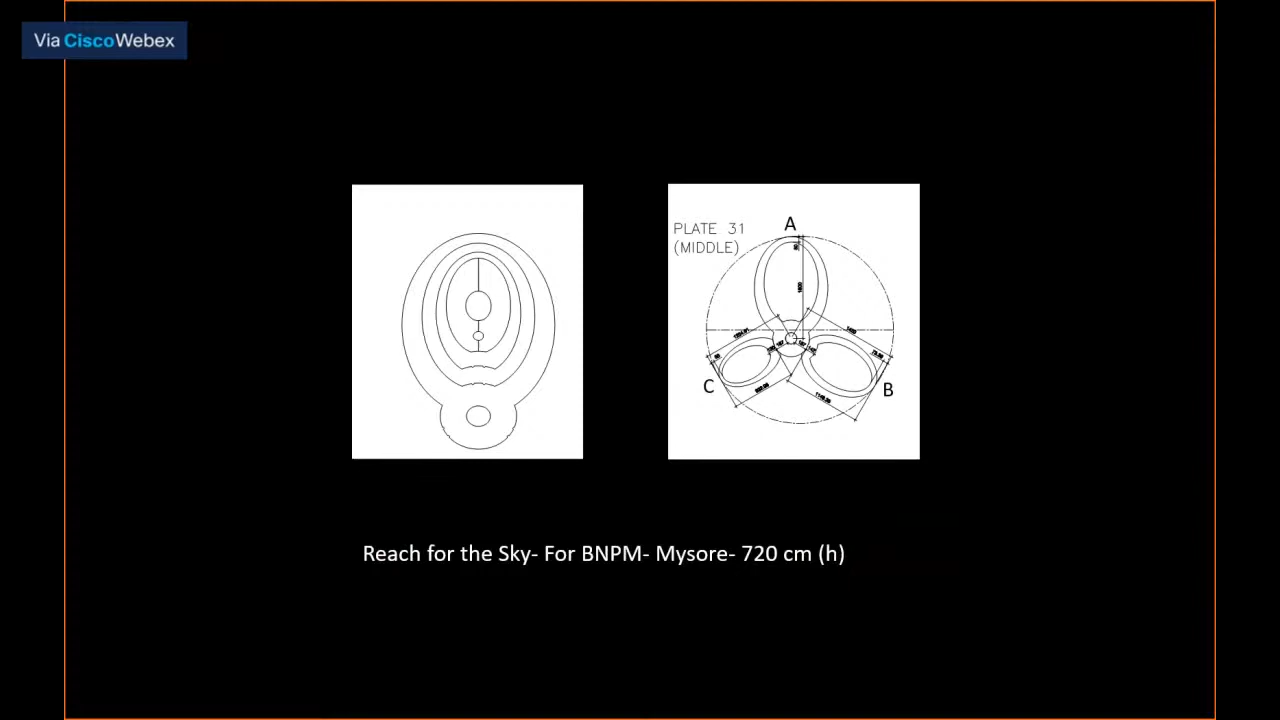 Via CiscoWebex
PLATE 31
(MIDDLE)
A
C
B
Reach for the Sky- For BNPM- Mysore- 720 cm (h)